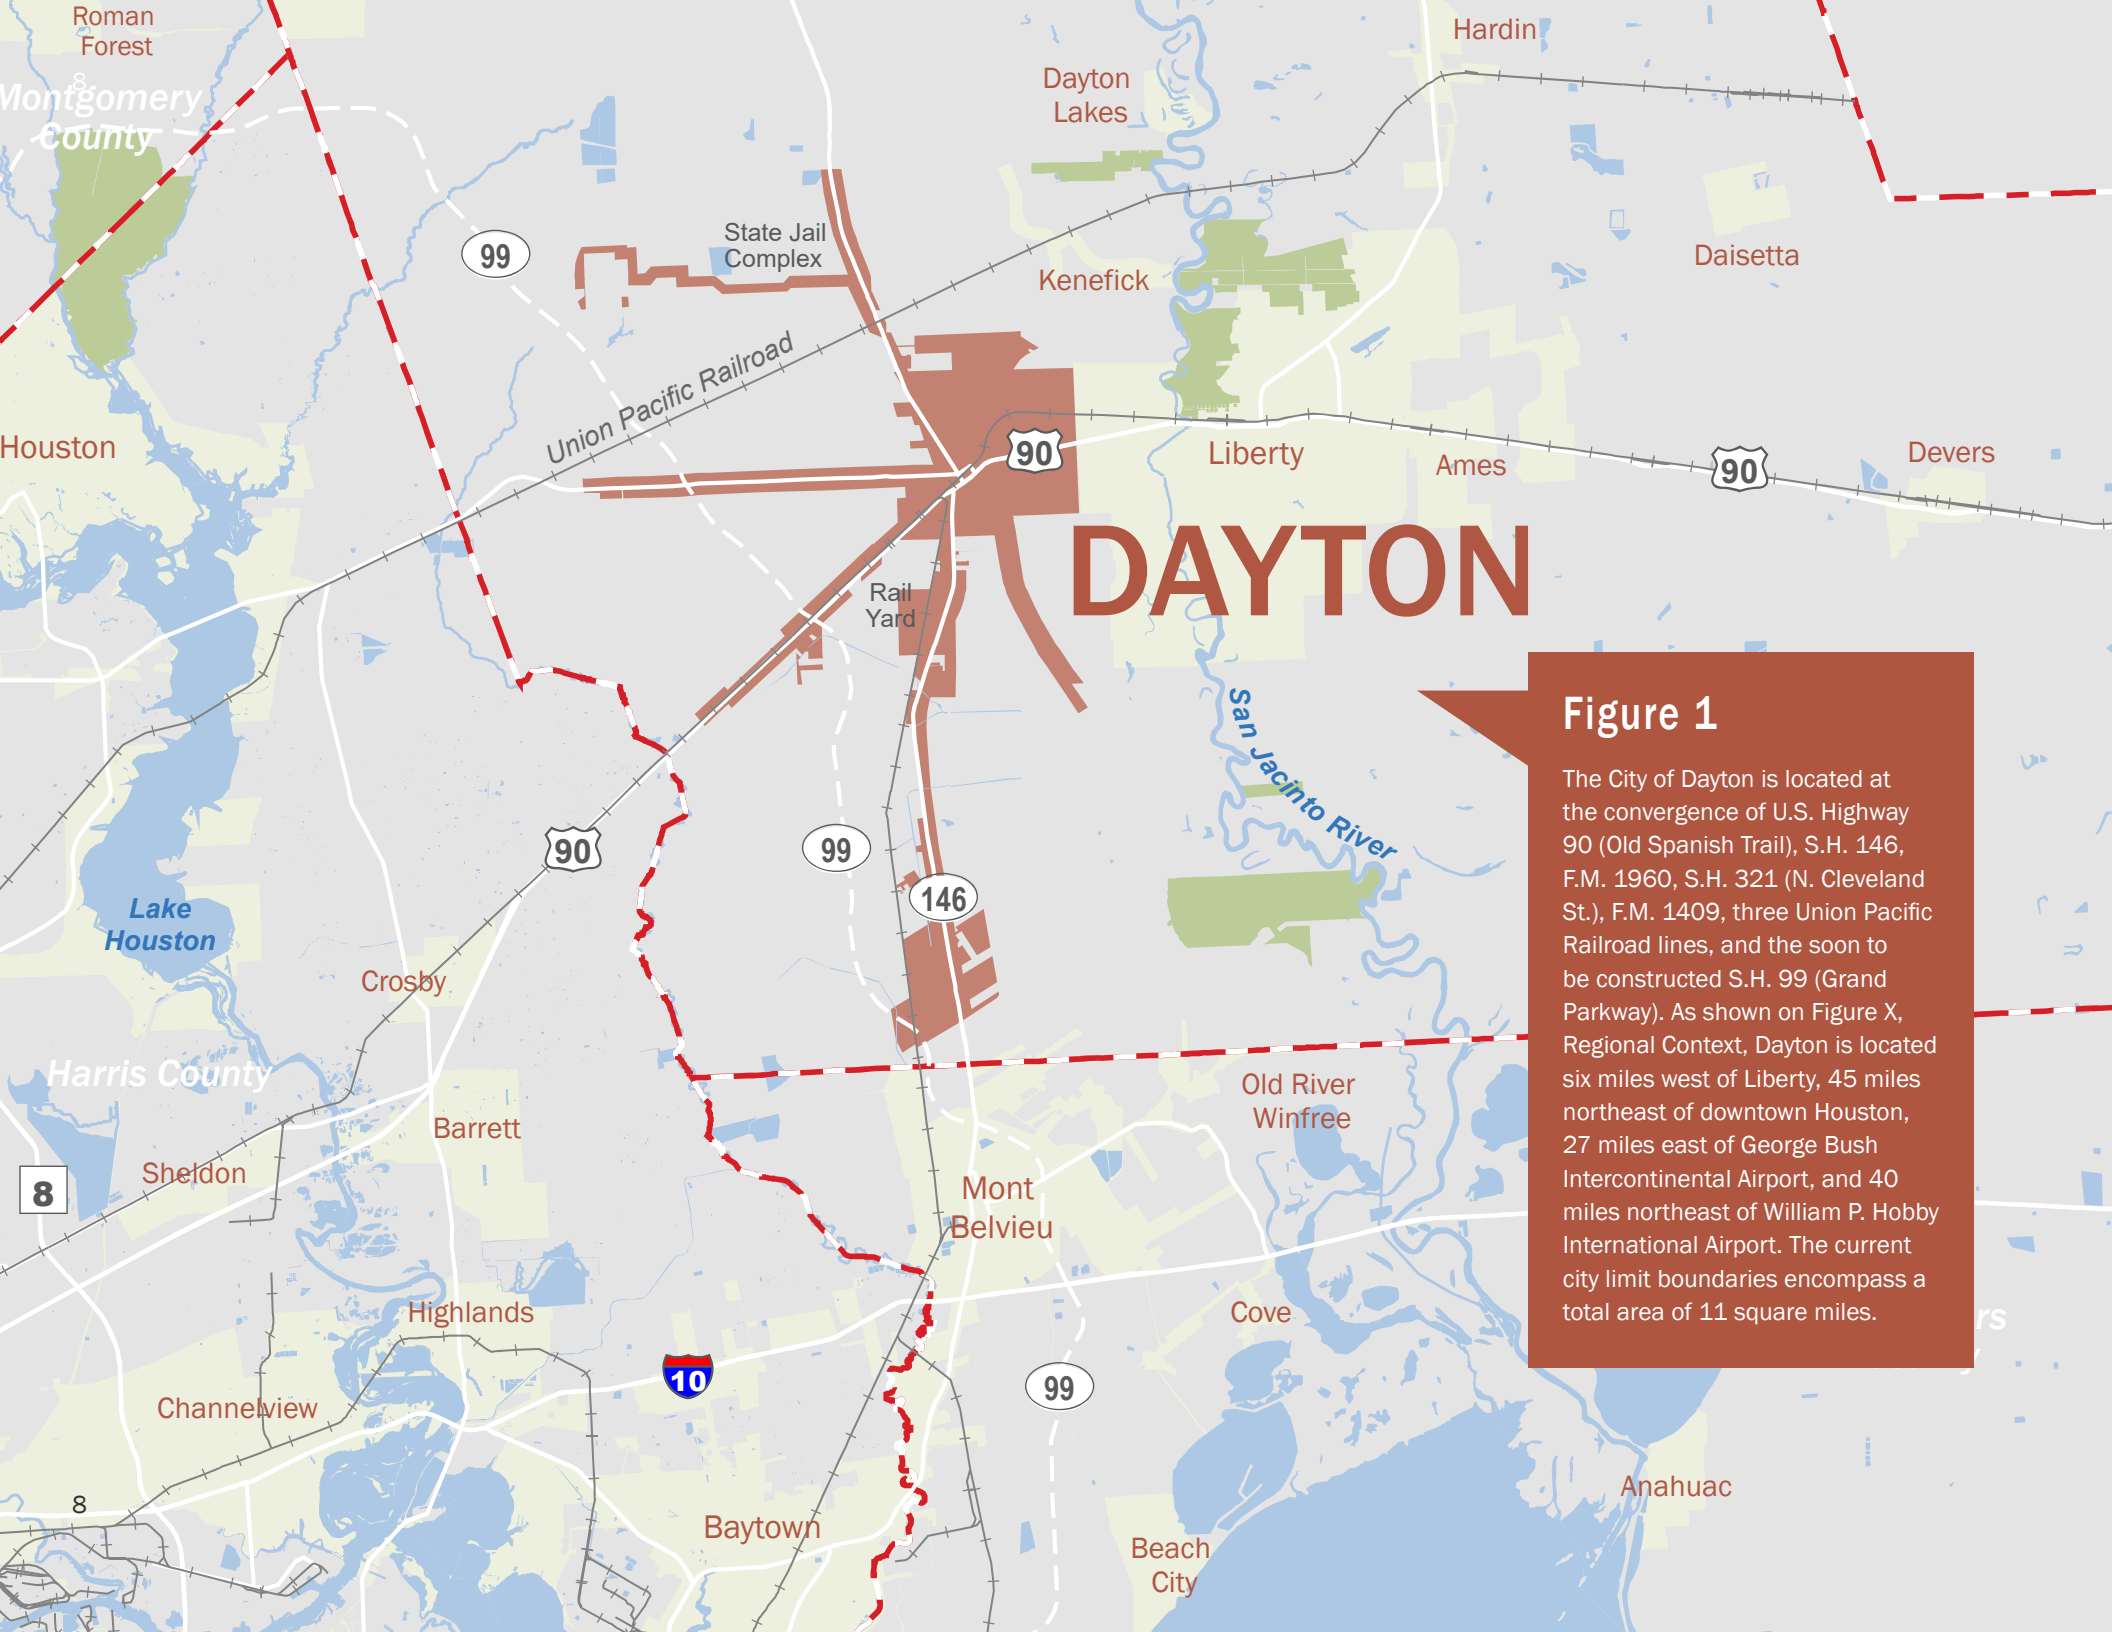 Roman
Forest
8
Montgomery
County
Hardin
Dayton
Lakes
99
State Jail
Complex
Kenefick
Daisetta
Union Pacific Railroad
Houston
90
Liberty
Ames
90
Devers
DAYTON
Rail
Yard
San Jacinto River
90
99
146
Lake
Houston
Crosby
Harris County
Barrett
Sheldon
8
Old River
Winfree
Mont
Belvieu
Highlands
Cove
10
99
Channelview
8
Baytown
Beach
City
Anahuac
Figure 1
The City of Dayton is located at
the convergence of U.S. Highway
90 (Old Spanish Trail), S.H. 146,
F.M. 1960, S.H. 321 (N. Cleveland
St.), F.M. 1409, three Union Pacific
Railroad lines, and the soon to
be constructed S.H. 99 (Grand
Parkway). As shown on Figure X,
Regional Context, Dayton is located
six miles west of Liberty, 45 miles
northeast of downtown Houston,
27 miles east of George Bush
Intercontinental Airport, and 40
miles northeast of William P. Hobby
International Airport. The current
city limit boundaries encompass a
total area of 11 square miles.
rs